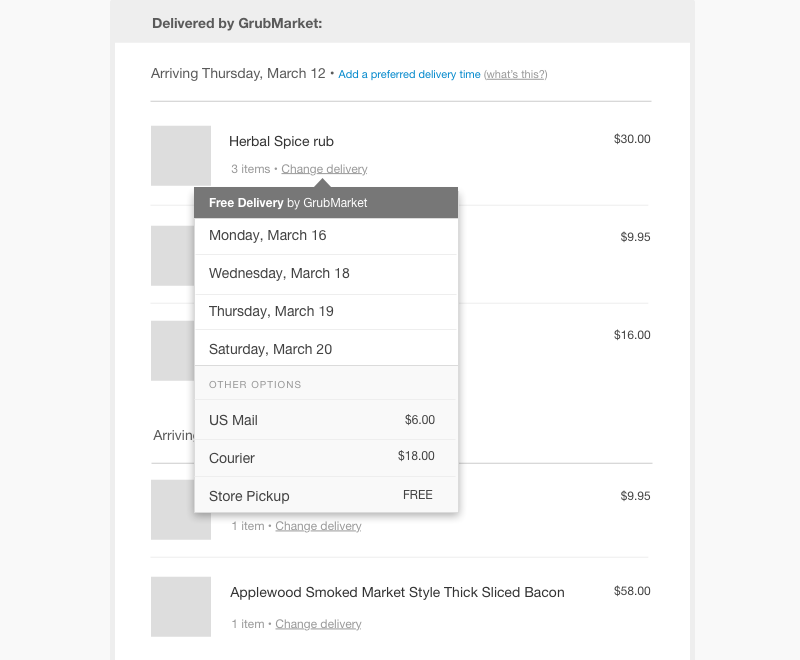 Delivered by GrubMarket:
Arriving Thursday, March 12 • Add a preferred delivery time (what's this?)
Herbal Spice rub $30.00
3 items • Change delivery
Free Delivery by GrubMarket
Monday, March 16 $9.95
Wednesday, March 18
Thursday, March 19
$16.00
Saturday, March 20
OTHER OPTIONS
US Mail $6.00
Courier $18.00
Store Pickup FREE $9.95
1 item • Change delivery
Applewood Smoked Market Style Thick Sliced Bacon $58.00
1 item • Change delivery